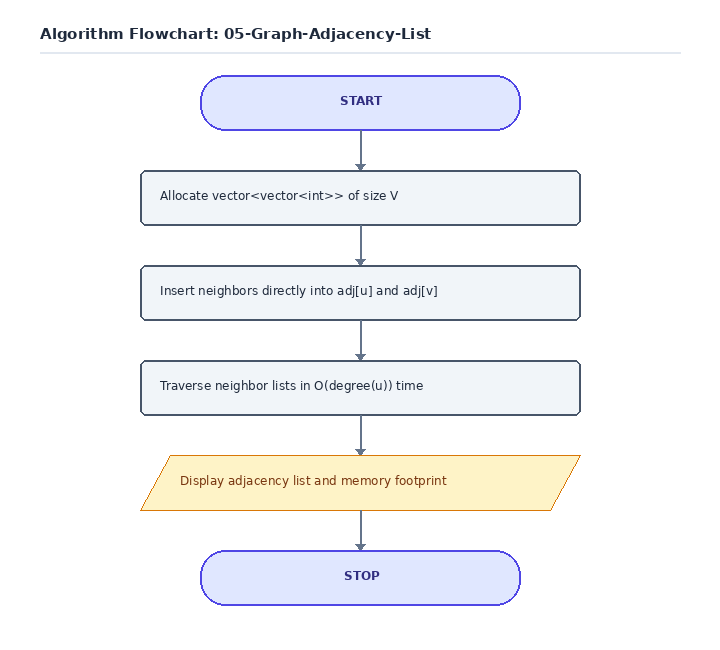 Algorithm Flowchart: 05-Graph-Adjacency-List
START
Allocate vector<vector<int>> of size V
Insert neighbors directly into adj[u] and adj[v]
Traverse neighbor lists in O(degree(u)) time
Display adjacency list and memory footprint
STOP